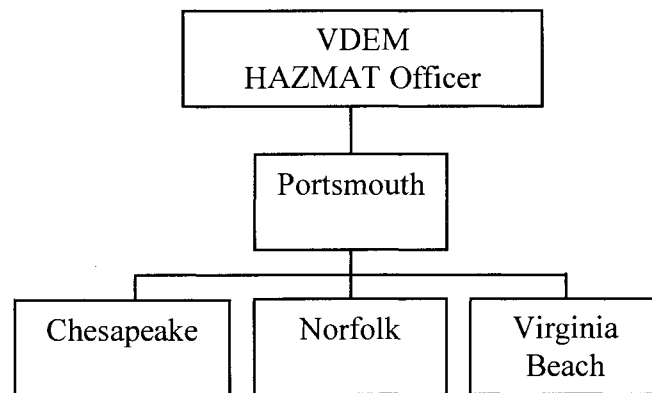 VDEM
HAZMAT Officer
Portsmouth
Chesapeake
Norfolk
Virginia
Beach